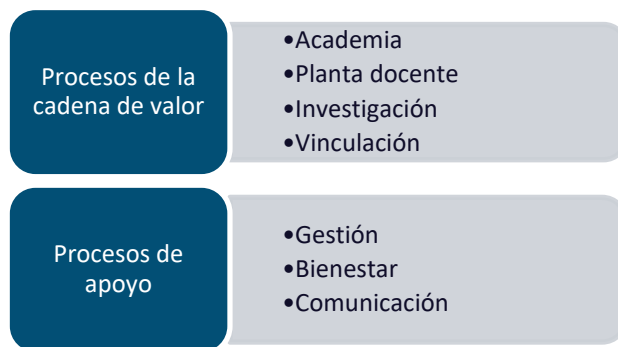 Procesos de la
cadena de valor
•Academia
•Planta docente
•Investigación
•Vinculación
Procesos de
apoyo
•Gestión
•Bienestar
•Comunicación